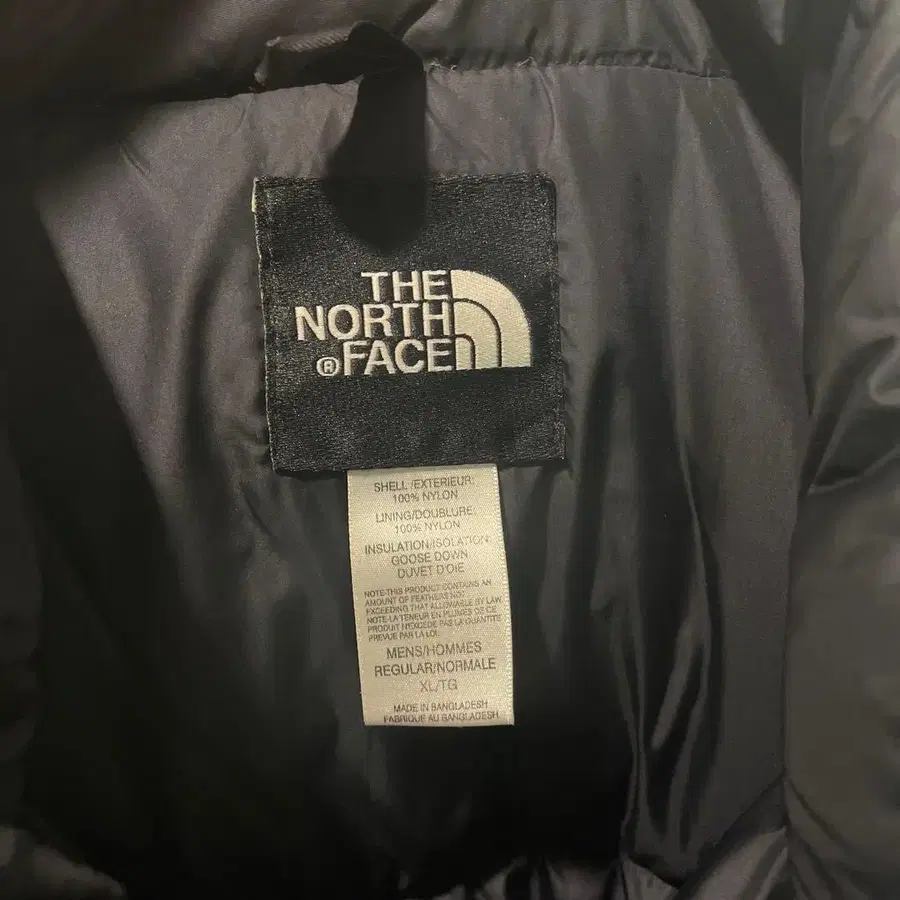 THE
NORTH
® FACE
SHELL /EXTERIEUR:
100% NYLON
LINING/DOUBLURE:
100% NYLON
INSULATION/ISOLATION:
GOOSE DOWN
DUVET D'OIE
NOTE-THIS PRODUCT CONTAINS AN
AMOUNT OF FEATHERS NOT
EXCEEDING THAT ALLOWABLE BY LAW.
NOTE-LA TENEUR EN PLUMES DE CE
PRODUIT N'EXCEDE PAS LA QUANTITE
PREVUE PAR LA LOI.
MENS/HOMMES
REGULAR/NORMALE
XL/TG
MADE IN BANGLADESH
FABRIQUE AU BANGLADESH